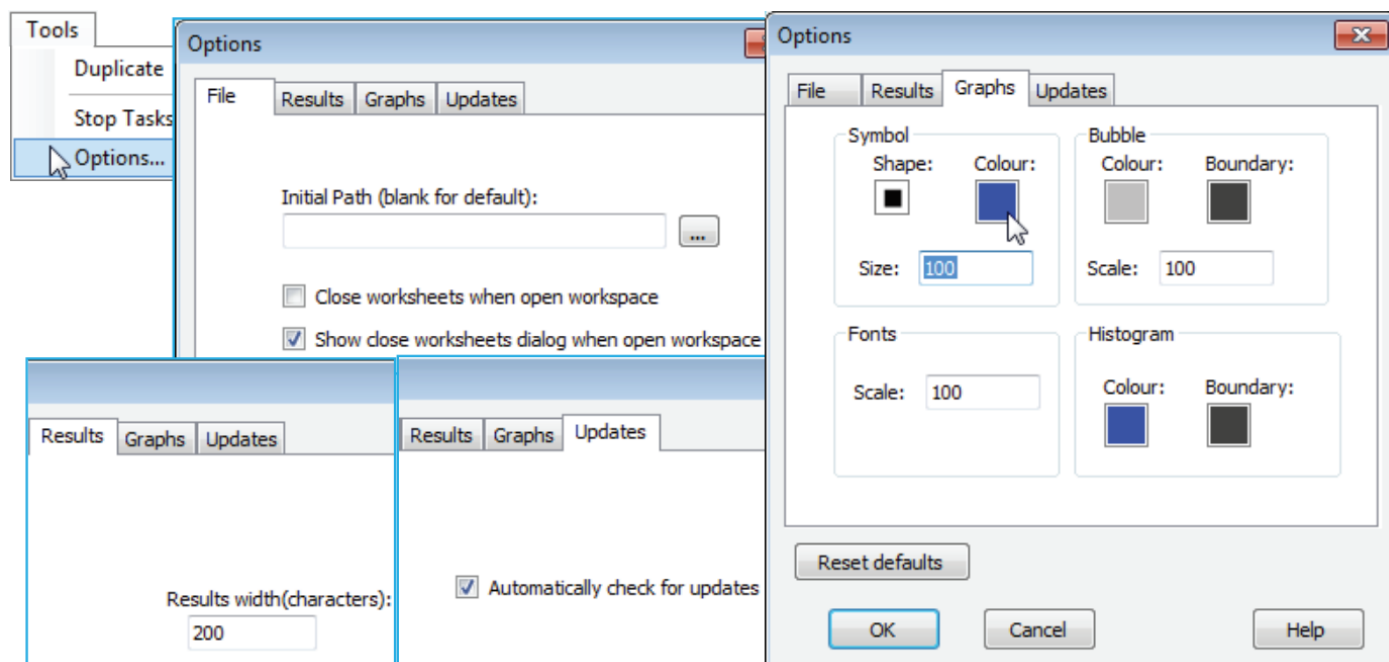 Tools
Duplicate
Stop Tasks
Options...
Options
File Results Graphs Updates
Initial Path (blank for default):
...
Close worksheets when open workspace
Show close worksheets dialog when open workspace
Results Graphs Updates
Results width(characters):
200
Results Graphs Updates
Automatically check for updates
Options
File Results Graphs Updates
Symbol
Shape: Colour:
Size: 100
Bubble
Colour: Boundary:
Scale: 100
Fonts
Scale: 100
Histogram
Colour: Boundary:
Reset defaults
OK Cancel Help